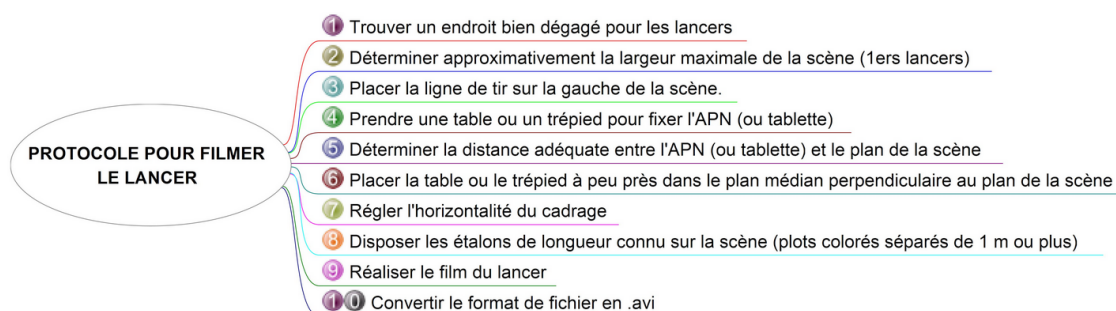 PROTOCOLE POUR FILMER
LE LANCER
1 Trouver un endroit bien dégagé pour les lancers
2 Déterminer approximativement la largeur maximale de la scène (1ers lancers)
3 Placer la ligne de tir sur la gauche de la scène.
4 Prendre une table ou un trépied pour fixer l'APN (ou tablette)
5 Déterminer la distance adéquate entre l'APN (ou tablette) et le plan de la scène
6 Placer la table ou le trépied à peu près dans le plan médian perpendiculaire au plan de la scène
7 Régler l'horizontalité du cadrage
8 Disposer les étalons de longueur connu sur la scène (plots colorés séparés de 1 m ou plus)
9 Réaliser le film du lancer
10 Convertir le format de fichier en .avi